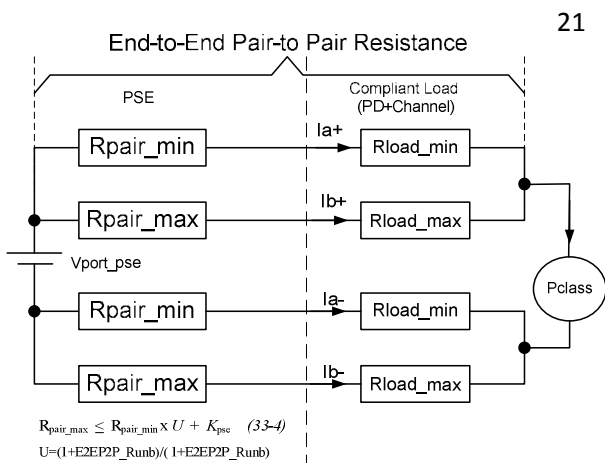 21
End-to-End Pair-to Pair Resistance
PSE
Compliant Load
(PD+Channel)
Rpair_min
Ia+
Rload_min
Rpair_max
Ib+
Rload_max
Vport_pse
Pclass
Rpair_min
Ia-
Rload_min
Rpair_max
Ib-
Rload_max
Rpair_max ≤ Rpair_min x U + Kpse (33-4)
U=(1+E2EP2P_Runb)/( 1+E2EP2P_Runb)